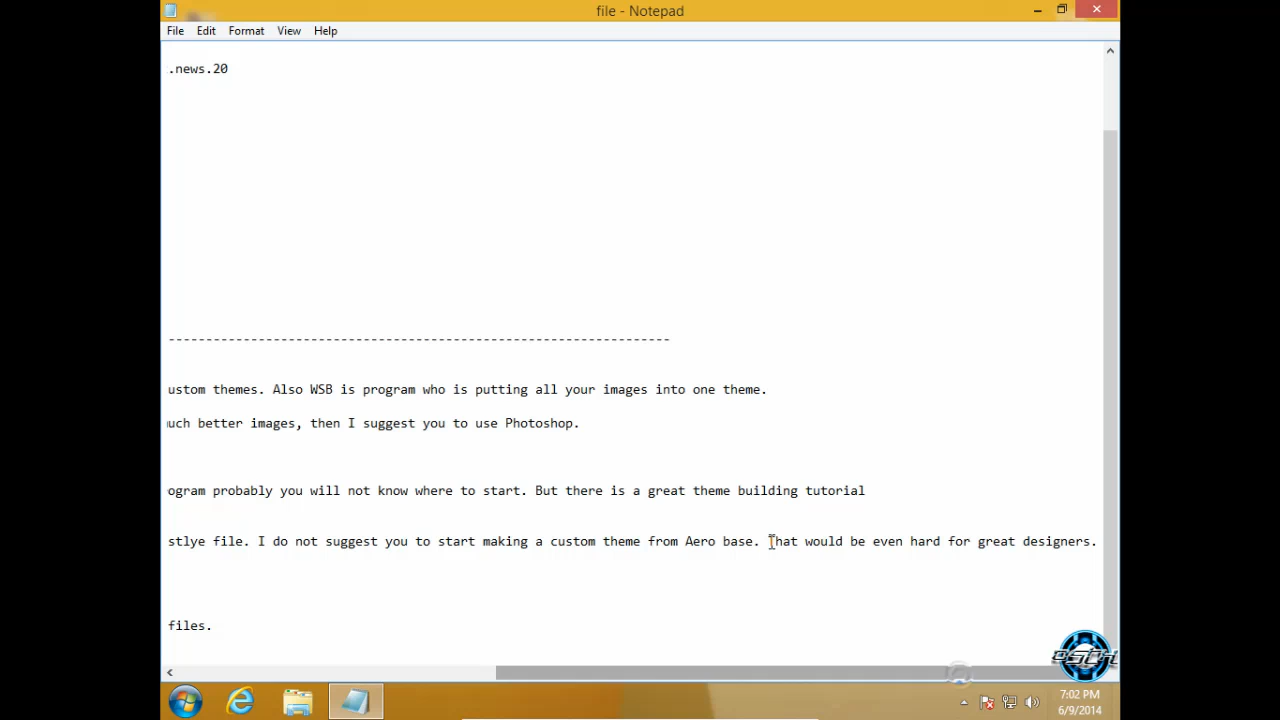 file - Notepad
File Edit Format View Help
.news.20
--------------------------------------------------------------------
ustom themes. Also WSB is program who is putting all your images into one theme.
uch better images, then I suggest you to use Photoshop.
ogram probably you will not know where to start. But there is a great theme building tutorial
stlye file. I do not suggest you to start making a custom theme from Aero base. That would be even hard for great designers.
files.
7:02 PM
6/9/2014